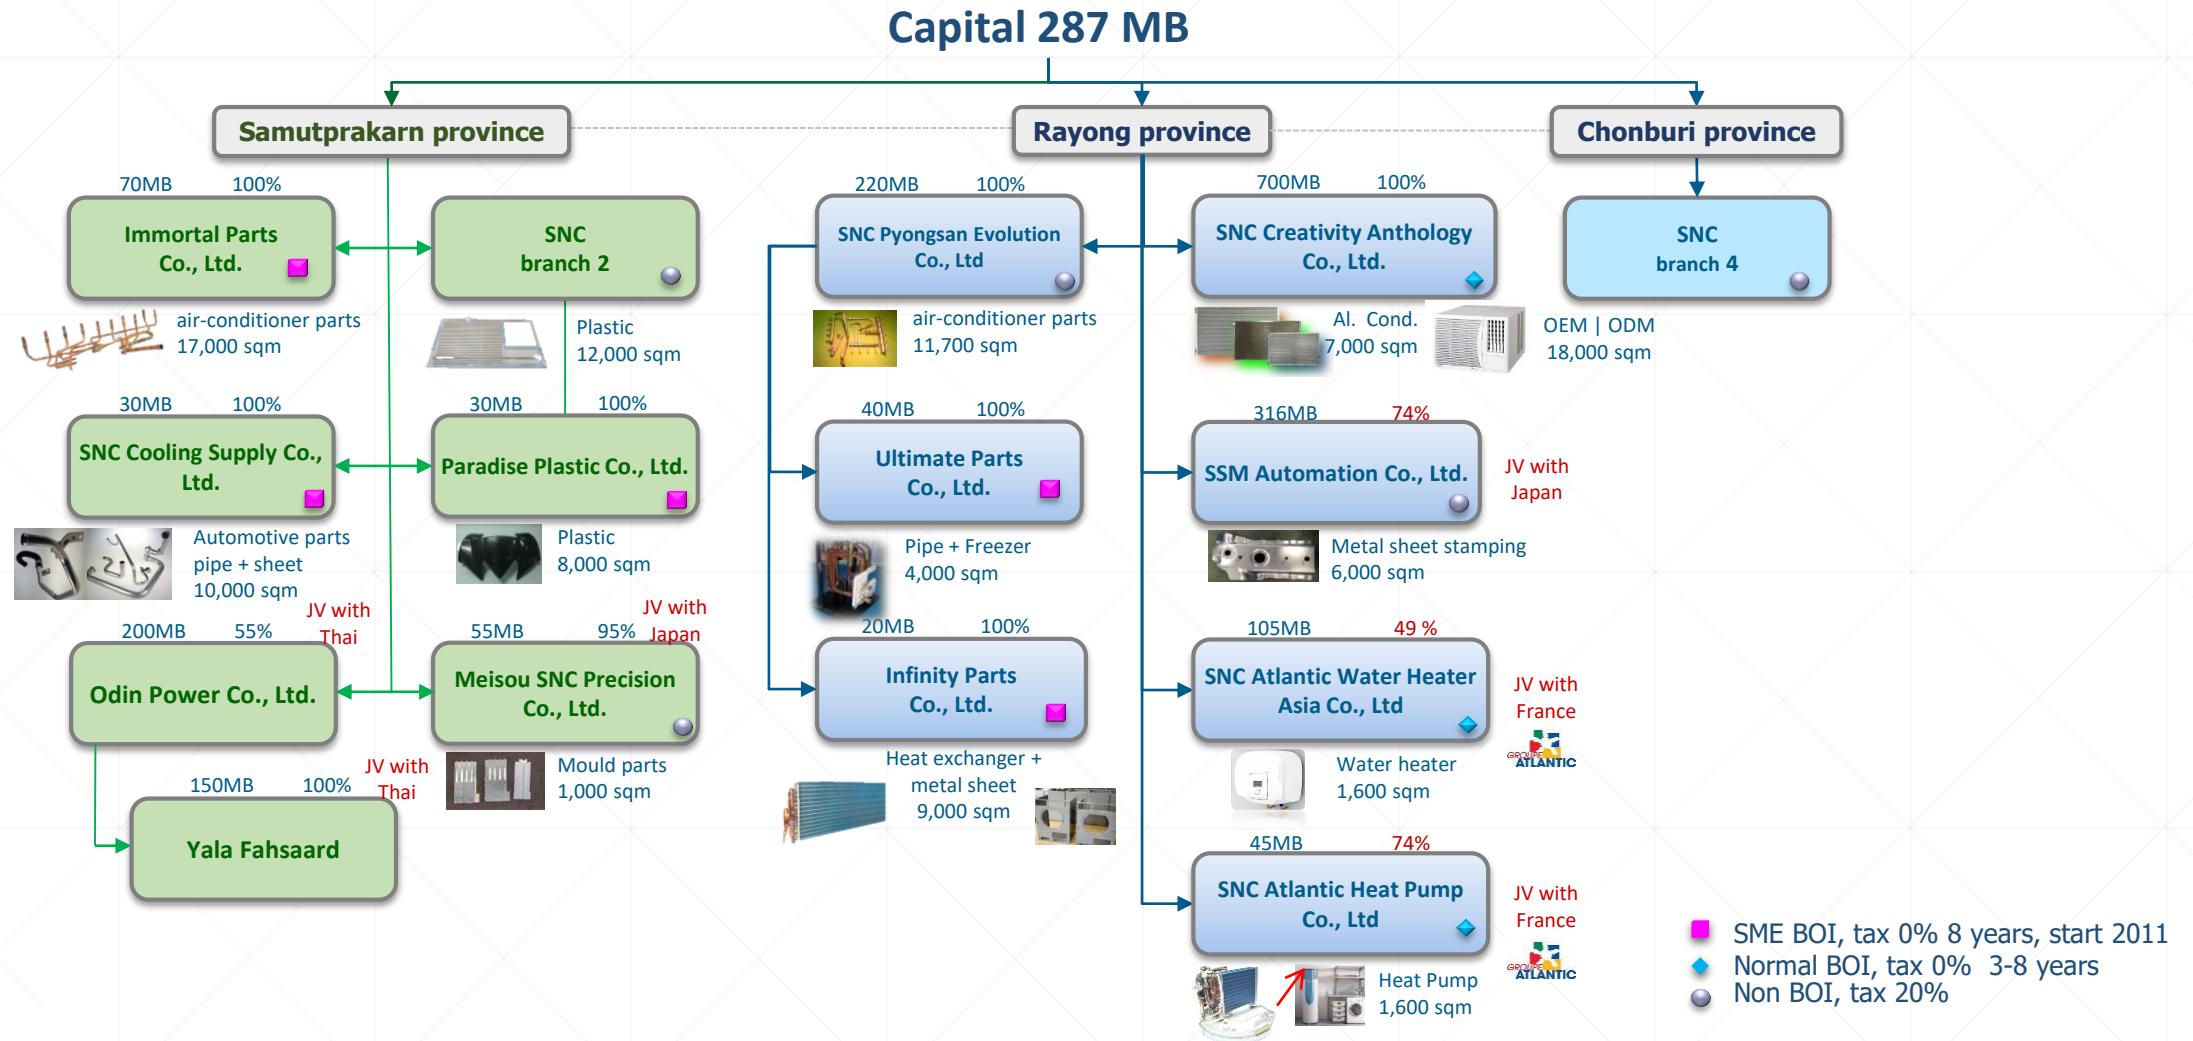 Capital 287 MB
Samutprakarn province
Rayong province
Chonburi province
70MB 100%
Immortal Parts
Co., Ltd.
air-conditioner parts
17,000 sqm
SNC
branch 2
Plastic
12,000 sqm
30MB 100%
SNC Cooling Supply Co.,
Ltd.
Automotive parts
pipe + sheet
10,000 sqm
30MB 100%
Paradise Plastic Co., Ltd.
Plastic
8,000 sqm
JV with
Thai
200MB 55%
Odin Power Co., Ltd.
JV with
Japan
55MB 95%
Meisou SNC Precision
Co., Ltd.
Mould parts
1,000 sqm
JV with
Thai
150MB 100%
Yala Fahsaard
220MB 100%
SNC Pyongsan Evolution
Co., Ltd
air-conditioner parts
11,700 sqm
40MB 100%
Ultimate Parts
Co., Ltd.
Pipe + Freezer
4,000 sqm
20MB 100%
Infinity Parts
Co., Ltd.
Heat exchanger +
metal sheet
9,000 sqm
700MB 100%
SNC Creativity Anthology
Co., Ltd.
Al. Cond.
7,000 sqm
OEM | ODM
18,000 sqm
316MB 74%
SSM Automation Co., Ltd.
JV with
Japan
Metal sheet stamping
6,000 sqm
105MB 49 %
SNC Atlantic Water Heater
Asia Co., Ltd
JV with
France
GROUPE
ATLANTIC
Water heater
1,600 sqm
45MB 74%
SNC Atlantic Heat Pump
Co., Ltd
JV with
France
GROUPE
ATLANTIC
Heat Pump
1,600 sqm
SNC
branch 4
SME BOI, tax 0% 8 years, start 2011
Normal BOI, tax 0% 3-8 years
Non BOI, tax 20%